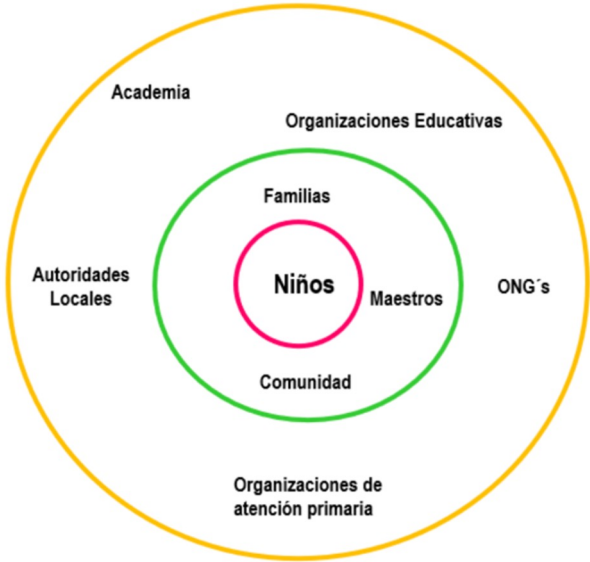 Academia
Organizaciones Educativas
Familias
Autoridades
Locales
Niños
Maestros
ONG´s
Comunidad
Organizaciones de
atención primaria